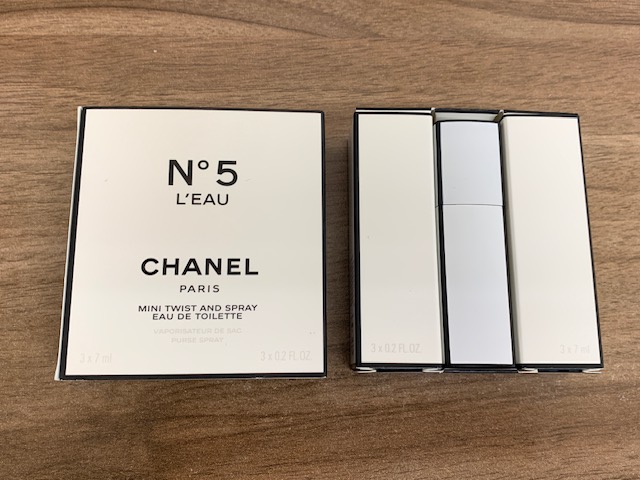 N°5
L'EAU
CHANEL
PARIS
MINI TWIST AND SPRAY
EAU DE TOILETTE
VAPORISATEUR DE SAC
PURSE SPRAY
3 x 7 ml 3 x 0.2 FL.OZ.
3 x 0.2 FL.OZ. 3 x 7 ml